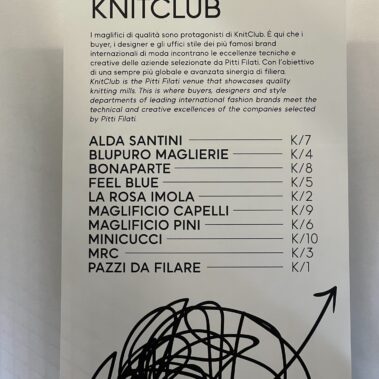 KNITCLUB
I maglifici di qualità sono protagonisti di KnitClub. È qui che i
buyer, i designer e gli uffici stile dei più famosi brand
internazionali di moda incontrano le eccellenze tecniche e
creative delle aziende selezionate da Pitti Filati. Con l'obiettivo
di una sempre più globale e avanzata sinergia di filiera.
KnitClub is the Pitti Filati venue that showcases quality
knitting mills. This is where buyers, designers and style
departments of leading international fashion brands meet the
technical and creative excellences of the companies selected
by Pitti Filati.
ALDA SANTINI K/7
BLUPURO MAGLIERIE K/4
BONAPARTE K/8
FEEL BLUE K/5
LA ROSA IMOLA K/2
MAGLIFICIO CAPELLI K/9
MAGLIFICIO PINI K/6
MINICUCCI K/10
MRC K/3
PAZZI DA FILARE K/1